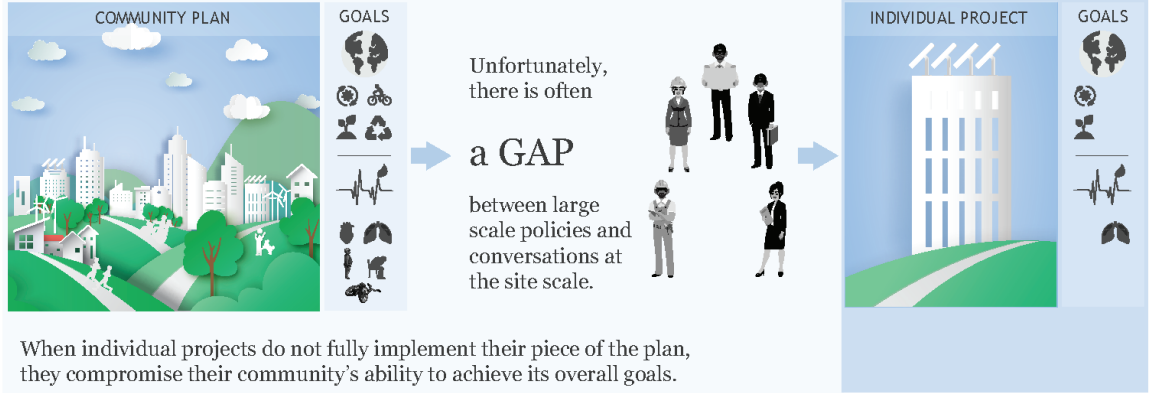 COMMUNITY PLAN
GOALS
Unfortunately,
there is often
a GAP
between large
scale policies and
conversations at
the site scale.
INDIVIDUAL PROJECT
GOALS
When individual projects do not fully implement their piece of the plan,
they compromise their community's ability to achieve its overall goals.